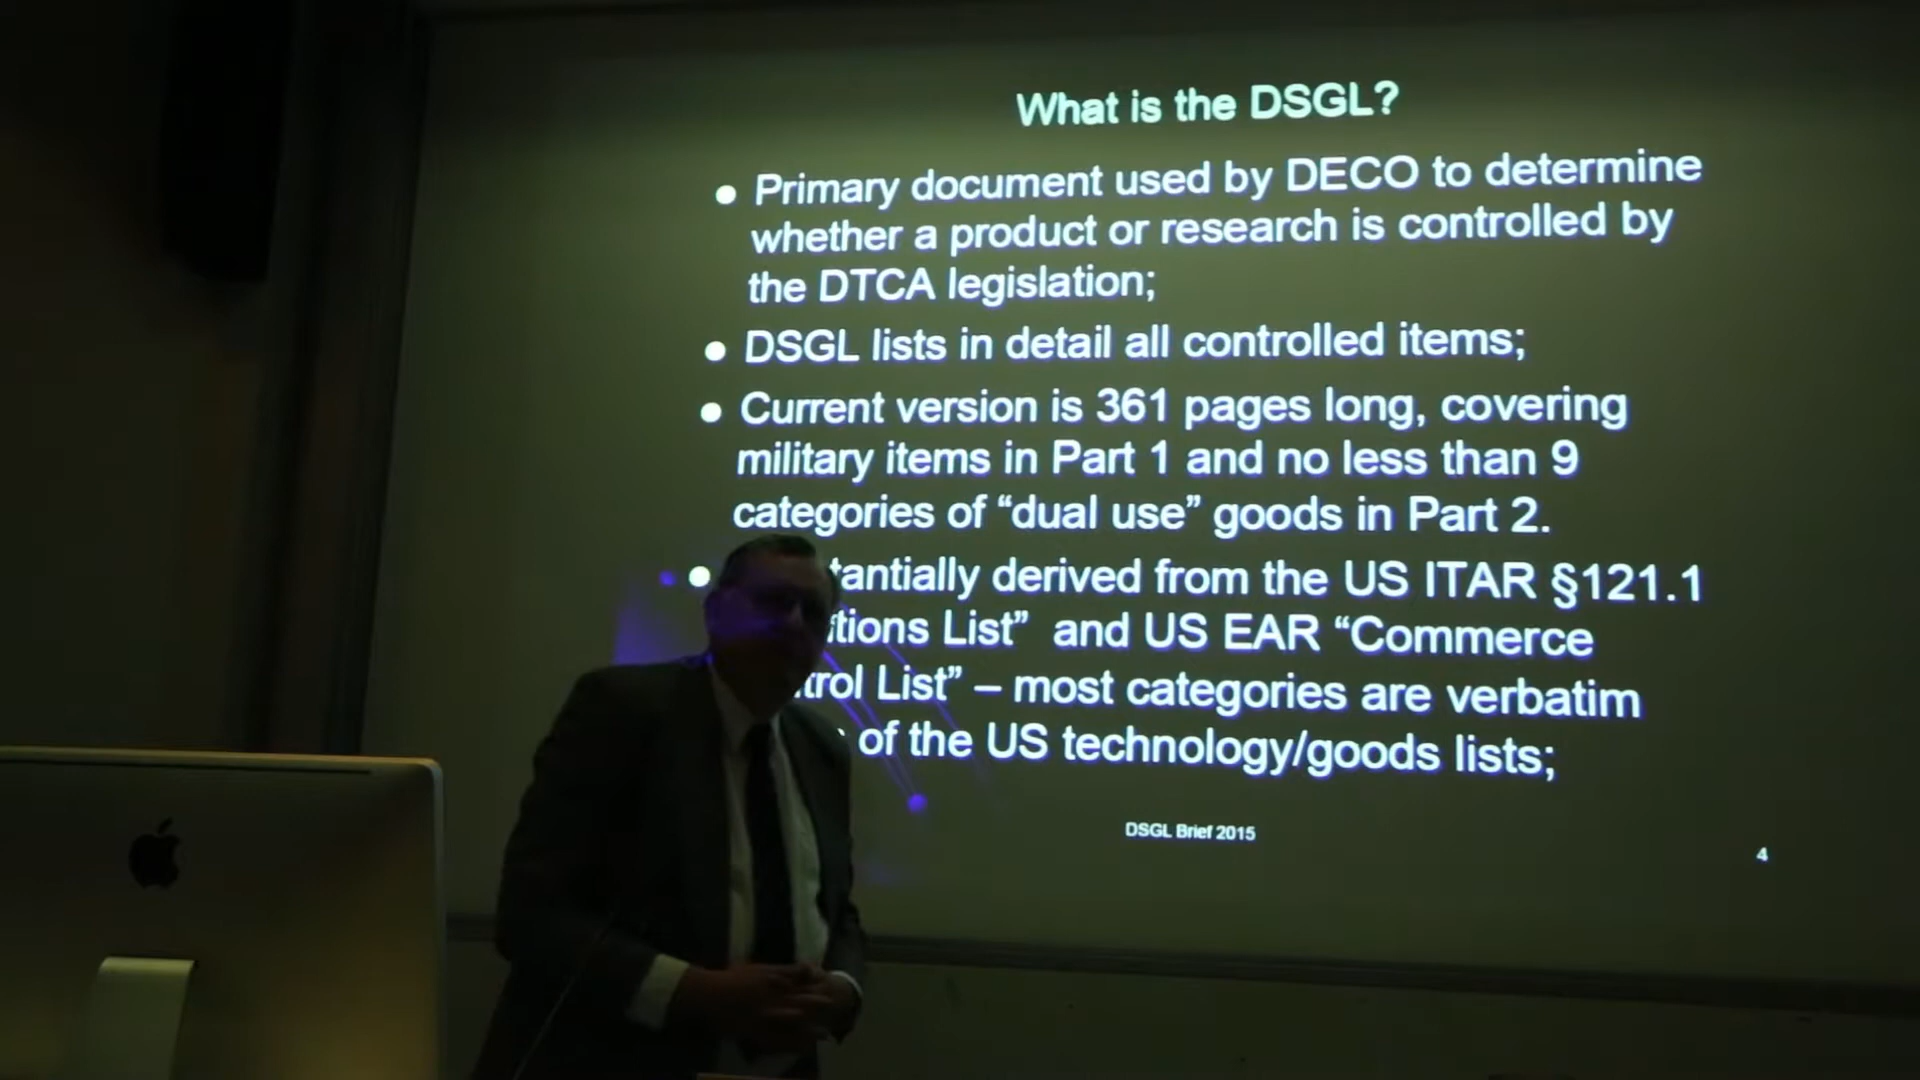 What is the DSGL?
● Primary document used by DECO to determine
whether a product or research is controlled by
the DTCA legislation;
● DSGL lists in detail all controlled items;
● Current version is 361 pages long, covering
military items in Part 1 and no less than 9
categories of “dual use” goods in Part 2.
● tantially derived from the US ITAR §121.1
itions List” and US EAR “Commerce
trol List” – most categories are verbatim
of the US technology/goods lists;
DSGL Brief 2015
4